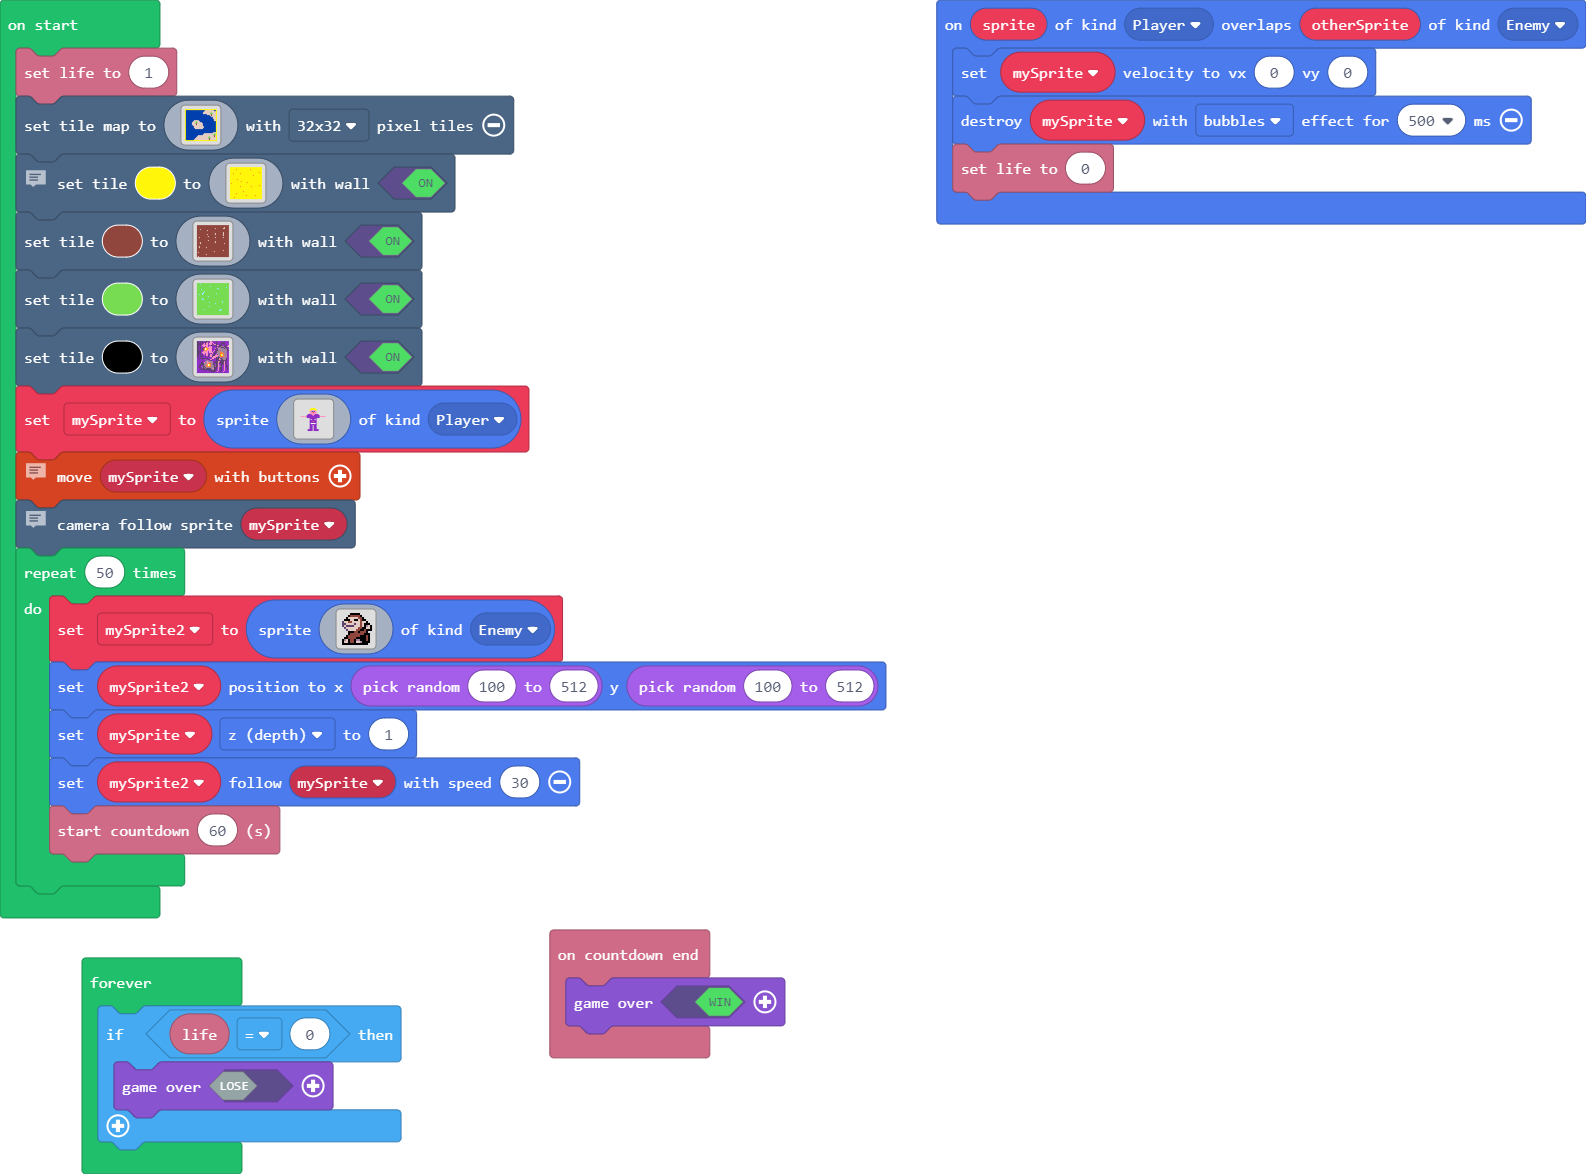 on start
set life to 1
set tile map to with 32x32 pixel tiles
set tile to with wall ON
set tile to with wall ON
set tile to with wall ON
set tile to with wall ON
set mySprite to sprite of kind Player
move mySprite with buttons
camera follow sprite mySprite
repeat 50 times
do
set mySprite2 to sprite of kind Enemy
set mySprite2 position to x pick random 100 to 512 y pick random 100 to 512
set mySprite z (depth) to 1
set mySprite2 follow mySprite with speed 30
start countdown 60 (s)
on sprite of kind Player overlaps otherSprite of kind Enemy
set mySprite velocity to vx 0 vy 0
destroy mySprite with bubbles effect for 500 ms
set life to 0
forever
if life = 0 then
game over LOSE
on countdown end
game over WIN